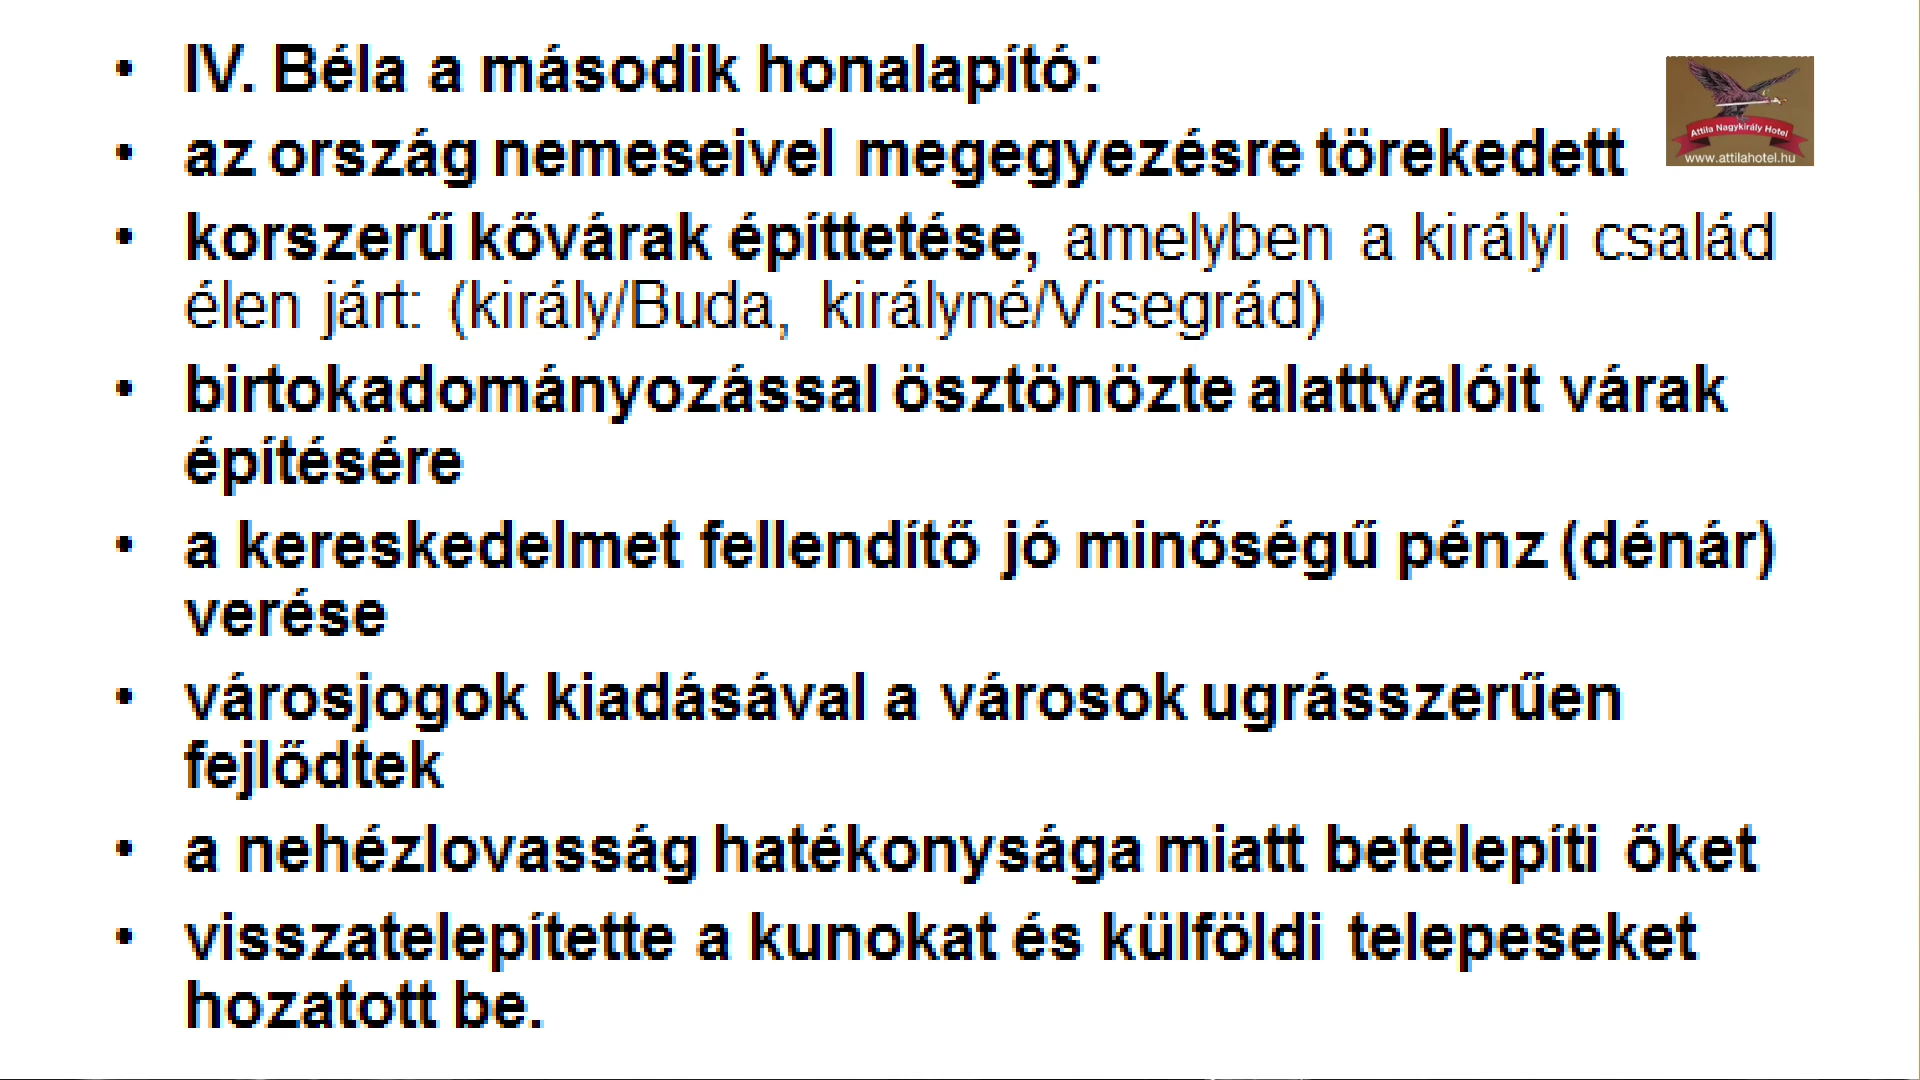 • IV. Béla a második honalapító:
• az ország nemeseivel megegyezésre törekedett
Attila Nagykirály Hotel
www.attilahotel.hu
• korszerű kővárak építtetése, amelyben a királyi család
élen járt: (király/Buda, királyné/Visegrád)
• birtokadományozással ösztönözte alattvalóit várak
építésére
• a kereskedelmet fellendítő jó minőségű pénz (dénár)
verése
• városjogok kiadásával a városok ugrásszerűen
fejlődtek
• a nehézlovasság hatékonysága miatt betelepíti őket
• visszatelepítette a kunokat és külföldi telepeseket
hozatott be.